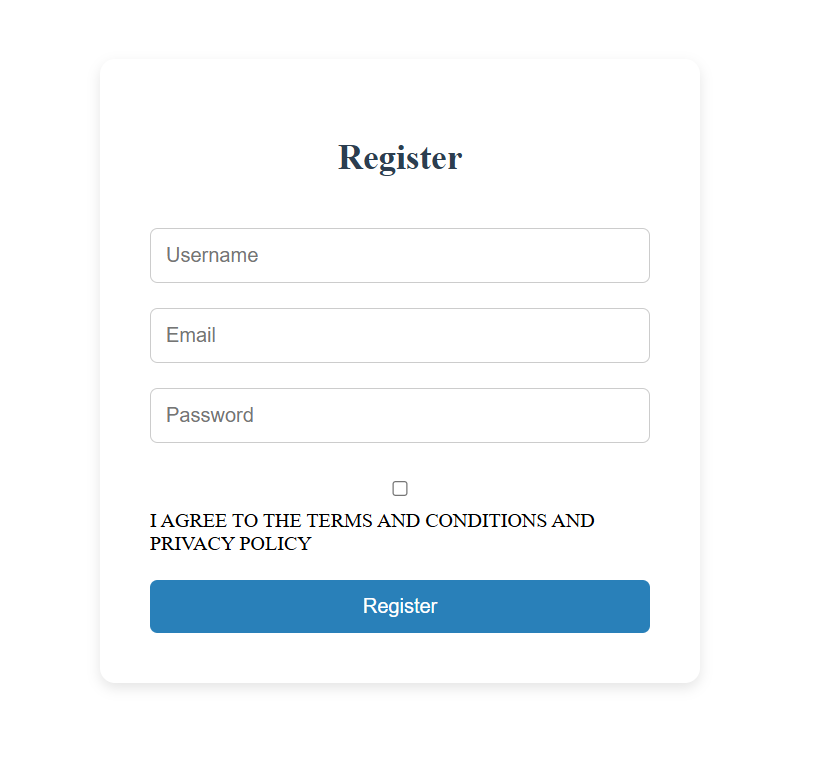 Register
Username
Email
Password
I AGREE TO THE TERMS AND CONDITIONS AND
PRIVACY POLICY
Register